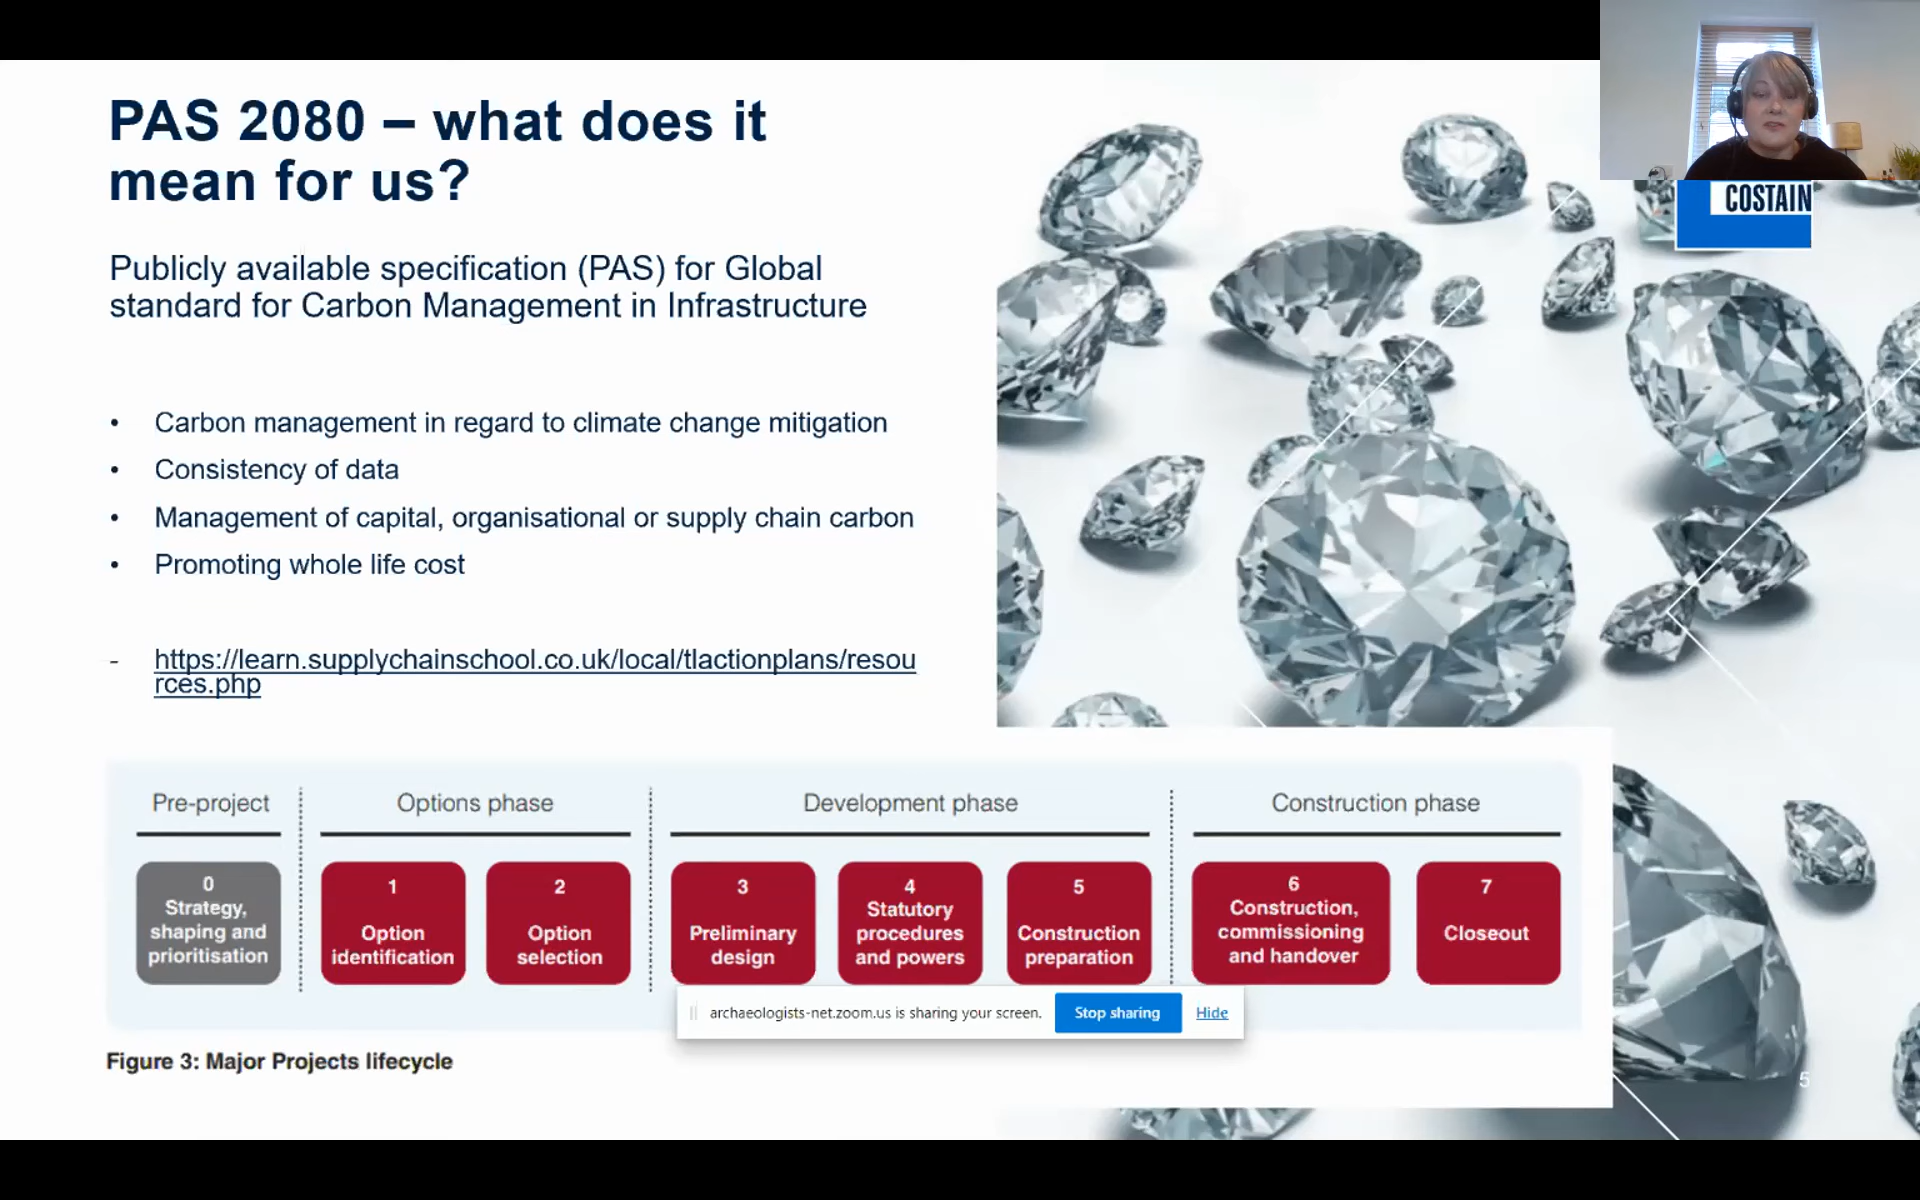 PAS 2080 – what does it
mean for us?
COSTAIN
Publicly available specification (PAS) for Global
standard for Carbon Management in Infrastructure
• Carbon management in regard to climate change mitigation
• Consistency of data
• Management of capital, organisational or supply chain carbon
• Promoting whole life cost
- https://learn.supplychainschool.co.uk/local/tlactionplans/resou
rces.php
Pre-project
0
Strategy,
shaping and
prioritisation
Options phase
1
Option
identification
2
Option
selection
Development phase
3
Preliminary
design
4
Statutory
procedures
and powers
5
Construction
preparation
Construction phase
6
Construction,
commissioning
and handover
7
Closeout
archaeologists-net.zoom.us is sharing your screen. Stop sharing Hide
Figure 3: Major Projects lifecycle
5